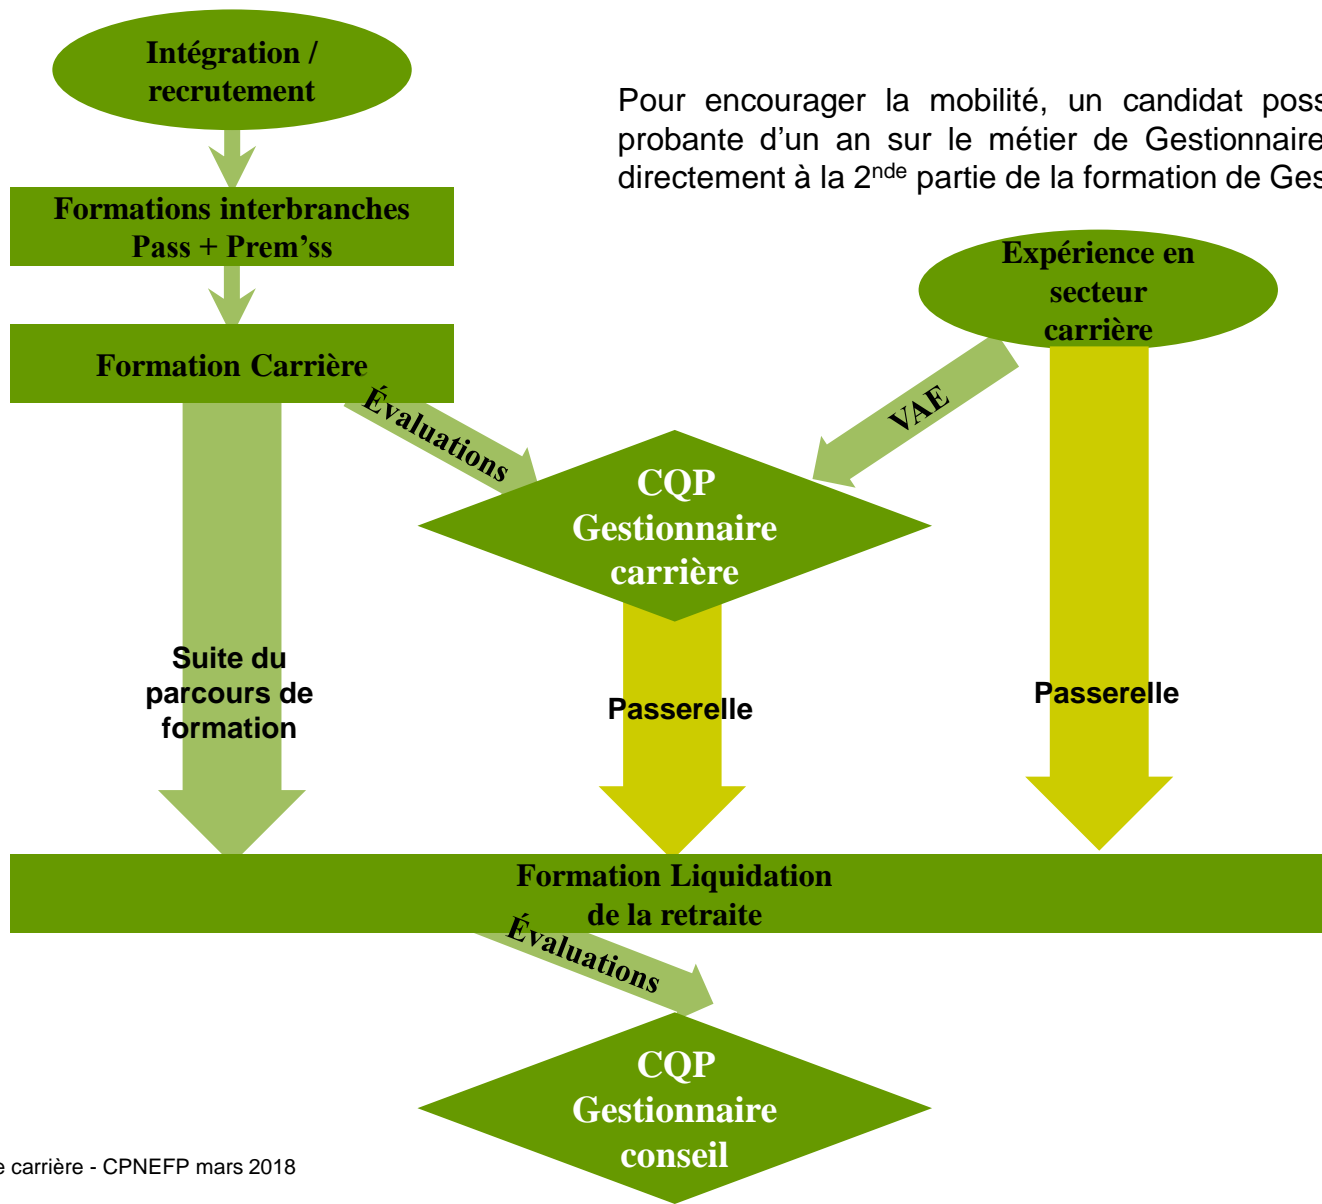 Intégration /
recrutement
Pour encourager la mobilité, un candidat poss
probante d’un an sur le métier de Gestionnaire
directement à la 2nde partie de la formation de Ges
Formations interbranches
Pass + Prem’ss
Expérience en
secteur
carrière
Formation Carrière
Évaluations
VAE
CQP
Gestionnaire
carrière
Suite du
parcours de
formation
Passerelle
Passerelle
Formation Liquidation
de la retraite
Évaluations
CQP
Gestionnaire
conseil
e carrière - CPNEFP mars 2018